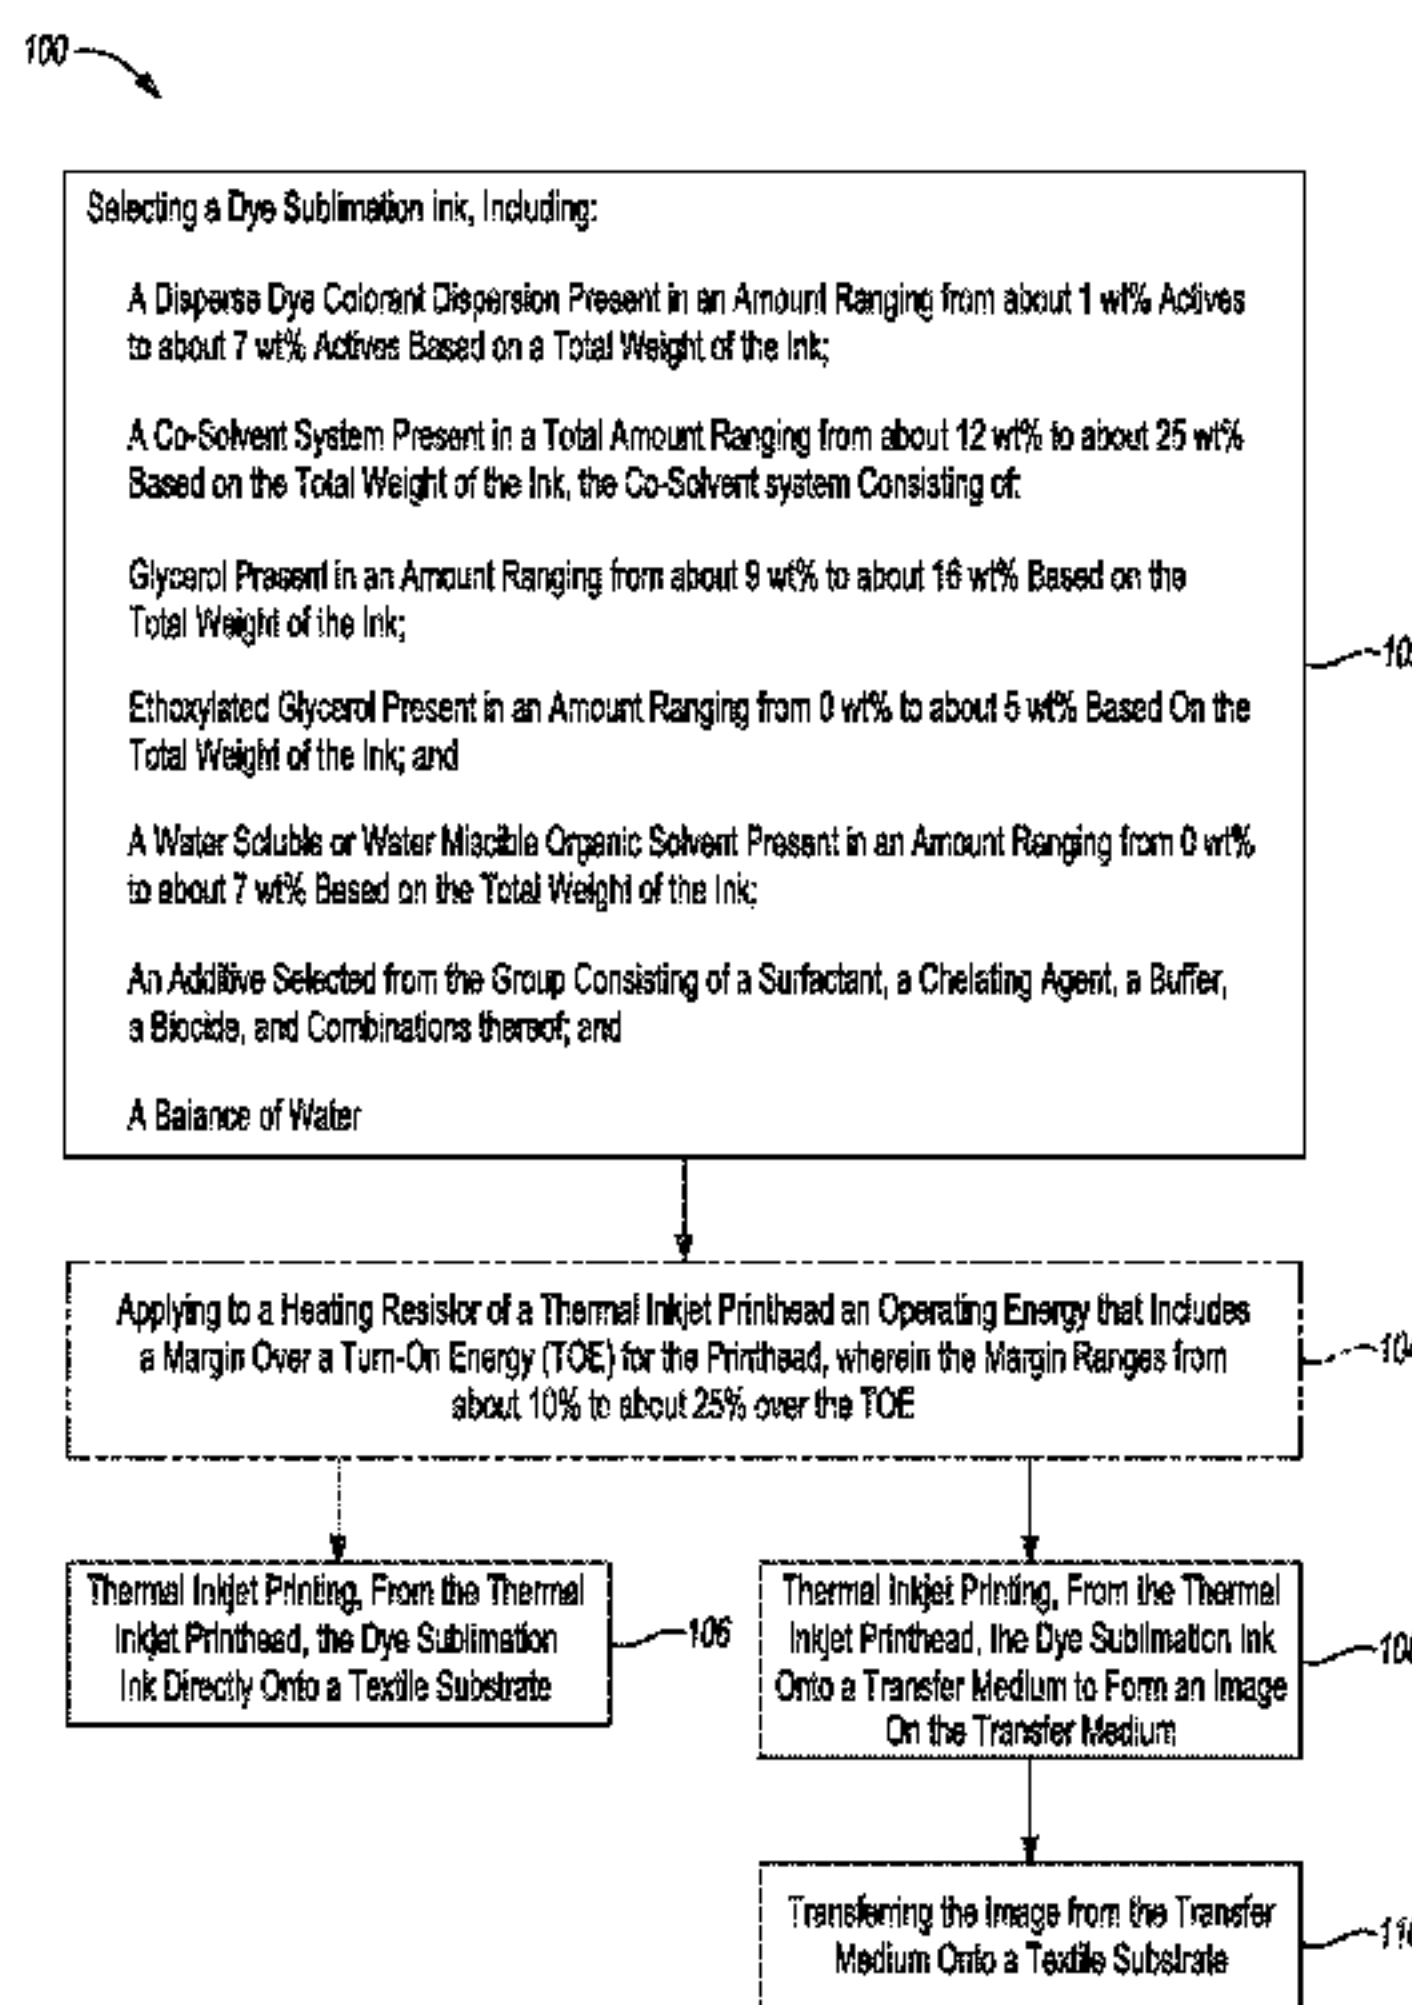 100
Selecting a Dye Sublimation ink, Including:
A Disperse Dye Colorant Dispersion Present in an Amount Ranging from about 1 wt% Actives
to about 7 wt% Actives Based on a Total Weight of the Ink;
A Co-Solvent System Present in a Total Amount Ranging from about 12 wt% to about 25 wt%
Based on the Total Weight of the Ink, the Co-Solvent system Consisting of:
Glycerol Present in an Amount Ranging from about 9 wt% to about 16 wt% Based on the
Total Weight of the Ink;
Ethoxylated Glycerol Present in an Amount Ranging from 0 wt% to about 5 wt% Based On the
Total Weight of the Ink; and
A Water Soluble or Water Miscible Organic Solvent Present in an Amount Ranging from 0 wt%
to about 7 wt% Based on the Total Weight of the Ink;
An Additive Selected from the Group Consisting of a Surfactant, a Chelating Agent, a Buffer,
a Biocide, and Combinations thereof; and
A Balance of Water
Applying to a Heating Resistor of a Thermal Inkjet Printhead an Operating Energy that Includes
a Margin Over a Turn-On Energy (TOE) for the Printhead, wherein the Margin Ranges from
about 10% to about 25% over the TOE
Thermal Inkjet Printing, From the Thermal
Inkjet Printhead, the Dye Sublimation
Ink Directly Onto a Textile Substrate
106
Thermal Inkjet Printing, From the Thermal
Inkjet Printhead, the Dye Sublimation Ink
Onto a Transfer Medium to Form an Image
On the Transfer Medium
Transferring the Image from the Transfer
Medium Onto a Textile Substrate